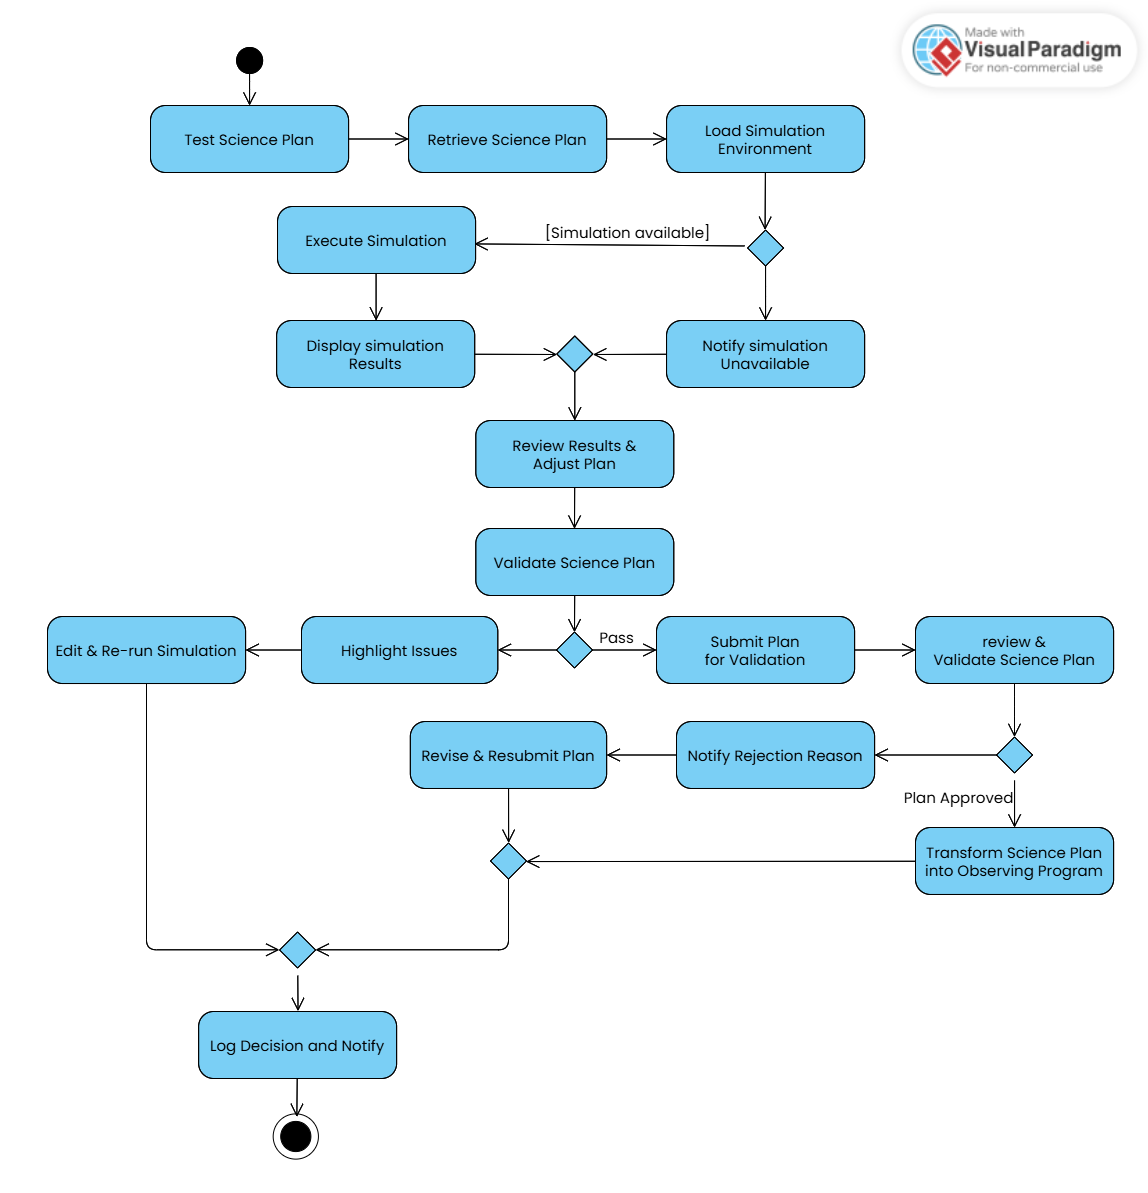 Made with
Visual Paradigm
For non-commercial use
Test Science Plan
Retrieve Science Plan
Load Simulation
Environment
Execute Simulation
[Simulation available]
Display simulation
Results
Notify simulation
Unavailable
Review Results &
Adjust Plan
Validate Science Plan
Edit & Re-run Simulation
Highlight Issues
Pass
Submit Plan
for Validation
review &
Validate Science Plan
Revise & Resubmit Plan
Notify Rejection Reason
Plan Approved
Transform Science Plan
into Observing Program
Log Decision and Notify